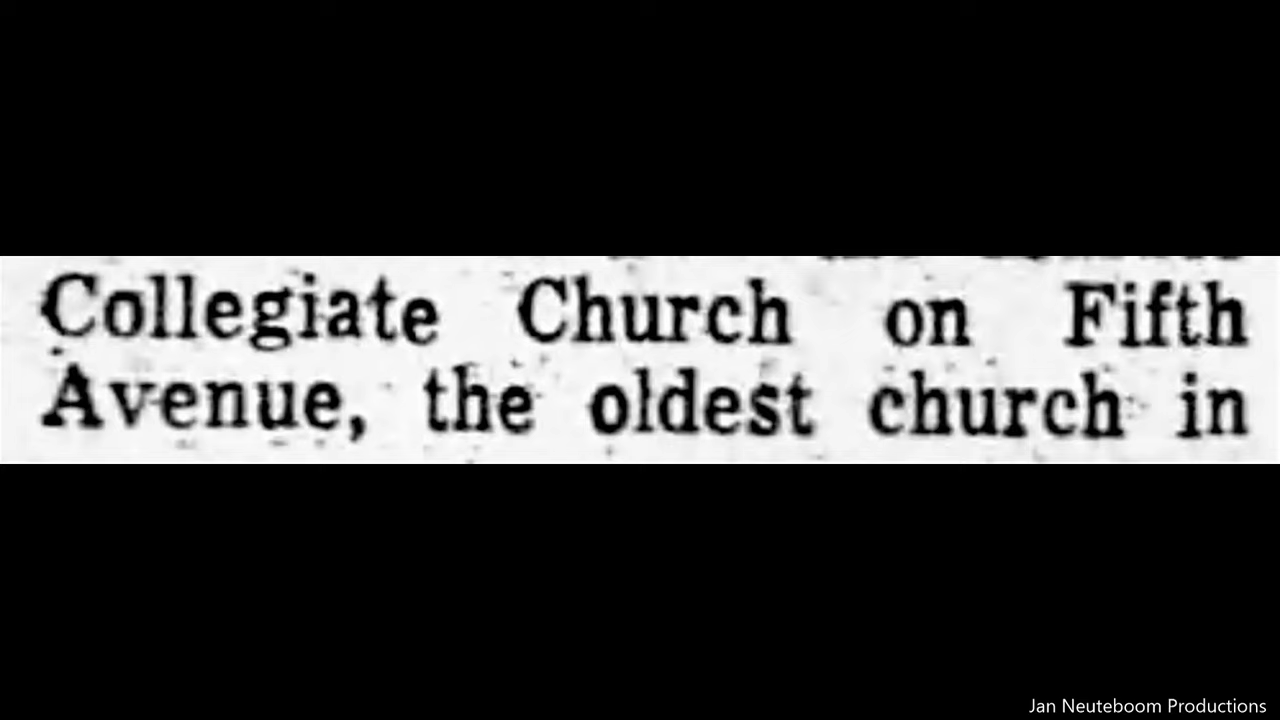 Collegiate Church on Fifth
Avenue, the oldest church in
Jan Neuteboom Productions